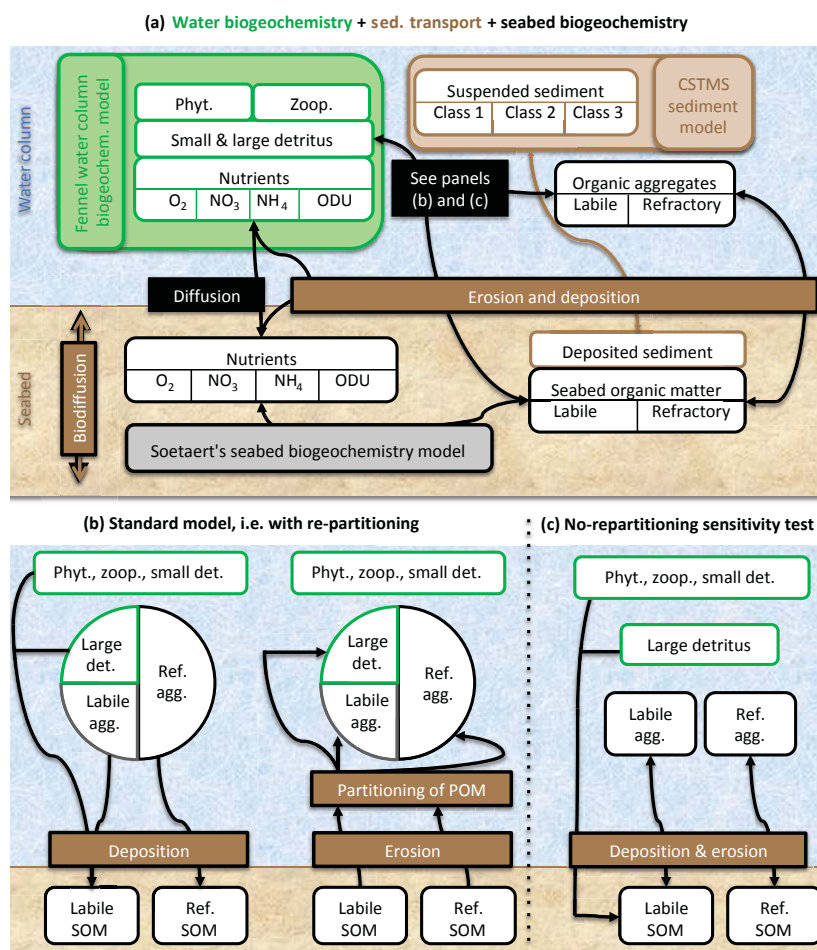 (a) Water biogeochemistry + sed. transport + seabed biogeochemistry
Water column
Fennel water column
biogeochem. model
Phyt.
Zoop.
Small & large detritus
Nutrients
O2
NO3
NH4
ODU
Suspended sediment
Class 1
Class 2
Class 3
CSTMS
sediment
model
See panels
(b) and (c)
Organic aggregates
Labile
Refractory
Diffusion
Erosion and deposition
Seabed
Biodiffusion
Nutrients
O2
NO3
NH4
ODU
Deposited sediment
Seabed organic matter
Labile
Refractory
Soetaert's seabed biogeochemistry model
(b) Standard model, i.e. with re-partitioning
Phyt., zoop., small det.
Large
det.
Ref.
agg.
Labile
agg.
Deposition
Labile
SOM
Ref.
SOM
Phyt., zoop., small det.
Large
det.
Ref.
agg.
Labile
agg.
Partitioning of POM
Erosion
Labile
SOM
Ref.
SOM
(c) No-repartitioning sensitivity test
Phyt., zoop., small det.
Large detritus
Labile
agg.
Ref.
agg.
Deposition & erosion
Labile
SOM
Ref.
SOM